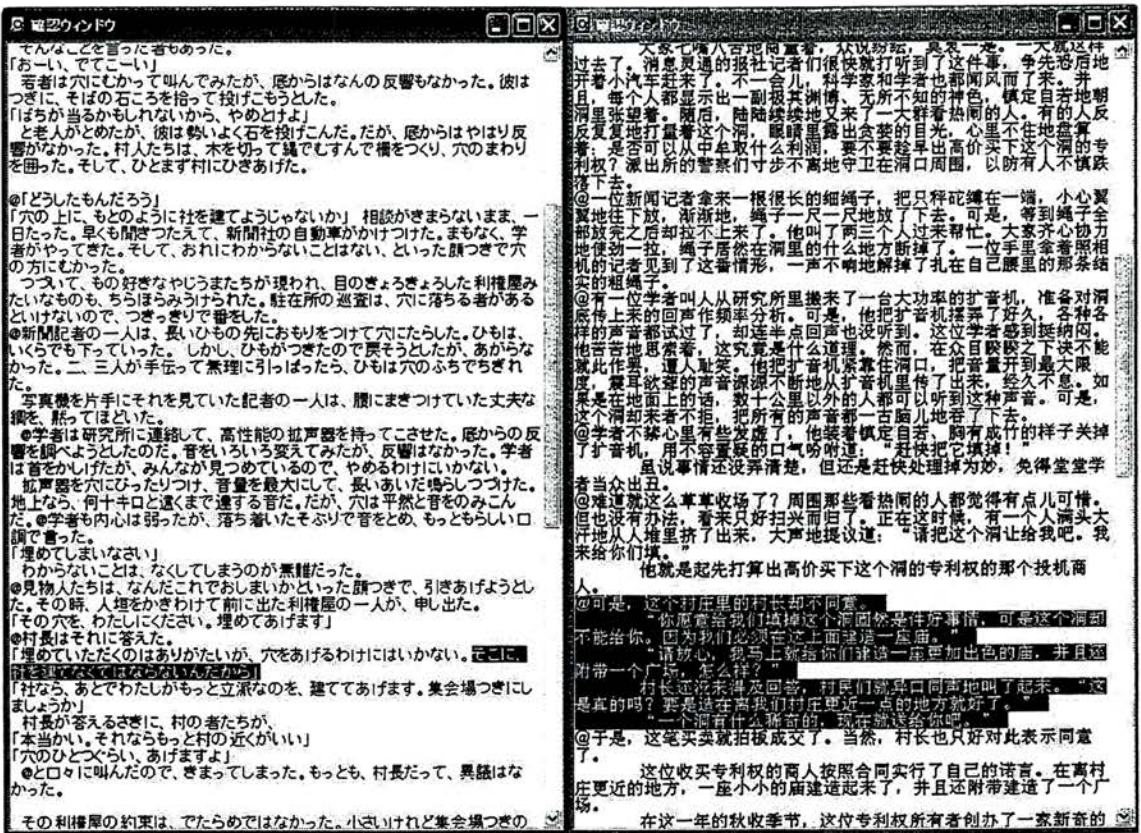 確認ウィンドウ
そんなことを言った者もあった。
「おーい、でてこーい」
若者は穴にむかって叫んでみたが、底からはなんの反響もなかった。彼は
つぎに、そばの石ころを拾って投げこもうとした。
「ばちが当るかもしれないから、やめとけよ」
と老人がとめたが、彼は勢いよく石を投げこんだ。だが、底からはやはり反
響がなかった。村人たちは、木を切って縄でむすんで柵をつくり、穴のまわり
を囲った。そして、ひとまず村にひきあげた。
@「どうしたもんだろう」
「穴の上に、もとのように社を建てようじゃないか」 相談がきまらないまま、一
日たった。早くも聞きつたえて、新聞社の自動車がかけつけた。まもなく、学
者がやってきた。そして、おれにわからないことはない、といった顔つきで穴
の方にむかった。
つづいて、もの好きなやじうまたちが現われ、目のきょろきょろした利権屋み
たいなものも、ちらほらみうけられた。駐在所の巡査は、穴に落ちる者がある
といけないので、つきっきりで番をした。
@新聞記者の一人は、長いひもの先におもりをつけて穴にたらした。ひもは、
いくらでも下っていった。 しかし、ひもがつきたので戻そうとしたが、あがらな
かった。二、三人が手伝って無理に引っぱったら、ひもは穴のふちでちぎれ
た。
写真機を片手にそれを見ていた記者の一人は、腰にまきつけていた丈夫な
綱を、黙ってほどいた。
@学者は研究所に連絡して、高性能の拡声器を持ってこさせた。底からの反
響を調べようとしたのだ。音をいろいろ変えてみたが、反響はなかった。学者
は首をかしげたが、みんなが見つめているので、やめるわけにいかない。
拡声器を穴にぴったりつけ、音量を最大にして、長いあいだ鳴らしつづけた。
地上なら、何十キロと遠くまで達する音だ。だが、穴は平然と音をのみこん
だ。@学者も内心は弱ったが、落ち着いたそぶりで音をとめ、もっともらしい口
調で言った。
「埋めてしまいなさい」
わからないことは、なくしてしまうのが無難だった。
@見物人たちは、なんだこれでおしまいかといった顔つきで、引きあげようとし
た。その時、人垣をかきわけて前に出た利権屋の一人が、申し出た。
「その穴を、わたしにください。埋めてあげます」
@村長はそれに答えた。
「埋めていただくのはありがたいが、穴をあげるわけにはいかない。そこに、
社を建てなくてはならないんだから」
「社なら、あとでわたしがもっと立派なのを、建ててあげます。集会場つきにし
ましょうか」
村長が答えるさきに、村の者たちが、
「本当かい。それならもっと村の近くがいい」
「穴のひとつぐらい、あげますよ」
@と口々に叫んだので、きまってしまった。もっとも、村長だって、異議はな
かった。
その利権屋の約束は、でたらめではなかった。小さいけれど集会場つきの
確認ウィンドウ
大家七嘴八舌地商量着，众说纷纭，莫衷一是。一天就这样
过去了。消息灵通的报社记者们很快就打听到了这件事，争先恐后地
开着小汽车赶来了。不一会儿，科学家和学者也都闻风而了来。并
且，每个人都显示出一副极其渊博、无所不知的神色，镇定自若地朝
洞里张望着。随后，陆陆续续地又来了一大群看热闹的人。有的人反
反复复地打量着这个洞，眼睛里露出贪婪的目光，心里不住地盘算
着：是否可以从中牟取什么利润，要不要趁早出高价买下这个洞的专
利权？派出所的警察们寸步不离地守卫在洞口周围，以防有人不慎跌
落下去。
@一位新闻记者拿来一根很长的细绳子，把只秤砣缚在一端，小心翼
翼地往下放，渐渐地，绳子一尺一尺地放了下去。可是，等到绳子全
部放完之后却拉不上来了。他叫了两三个人过来帮忙。大家齐心协力
地使劲一拉，绳子居然在洞里的什么地方断掉了。一位手里拿着照相
机的记者见到了这番情形，一声不响地解掉了扎在自己腰里的那条结
实的粗绳子。
@有一位学者叫人从研究所里搬来了一台大功率的扩音机，准备对洞
底传上来的回声作频率分析。可是，他把扩音机摆弄了好久，各种各
样的声音都试过了，却连半点回声也没听到。这位学者感到挺纳闷。
他苦苦地思索着，这究竟是什么道理。然而，在众目睽睽之下决不能
就此作罢，遭人耻笑。他把扩音机紧靠住洞口，把音量开到最大限
度，震耳欲聋的声音源源不断地从扩音机里传了出来，经久不息。如
果是在地面上的话，数十公里以外的人都可以听到这种声音。可是，
这个洞却来者不拒，把所有的声音都一古脑儿地吞了下去。
@学者不禁心里有些发虚了，他装着镇定自若、胸有成竹的样子关掉
了扩音机，用不容置疑的口气吩咐道：“赶快把它填掉！”
虽说事情还没弄清楚，但还是赶快处理掉为妙，免得堂堂学
者当众出丑。
@难道就这么草草收场了？周围那些看热闹的人都觉得有点儿可惜。
但也没有办法，看来只好扫兴而归了。正在这时候，有一个人满头大
汗地从人堆里挤了出来，大声地提议道：“请把这个洞让给我吧。我
来给你们填。”
他就是起先打算出高价买下这个洞的专利权的那个投机商
人。
@可是，这个村庄里的村长却不同意。
“你愿意给我们填掉这个洞固然是件好事情，可是这个洞却
不能给你。因为我们必须在这上面建造一座庙。”
“请放心，我马上就给你们建造一座更加出色的庙，并且还
附带一个广场，怎么样？”
村长还没来得及回答，村民们就异口同声地叫了起来。“这
是真的吗？要是造在离我们村庄更近一点的地方就好了。”
“一个洞有什么稀奇的，现在就送给你吧。”
@于是，这笔买卖就拍板成交了。当然，村长也只好对此表示同意
了。
这位收买专利权的商人按照合同实行了自己的诺言。在离村
庄更近的地方，一座小小的庙建造起来了，并且还附带建造了一个广
场。
在这一年的秋收季节，这位专利权所有者创办了一家新奇的